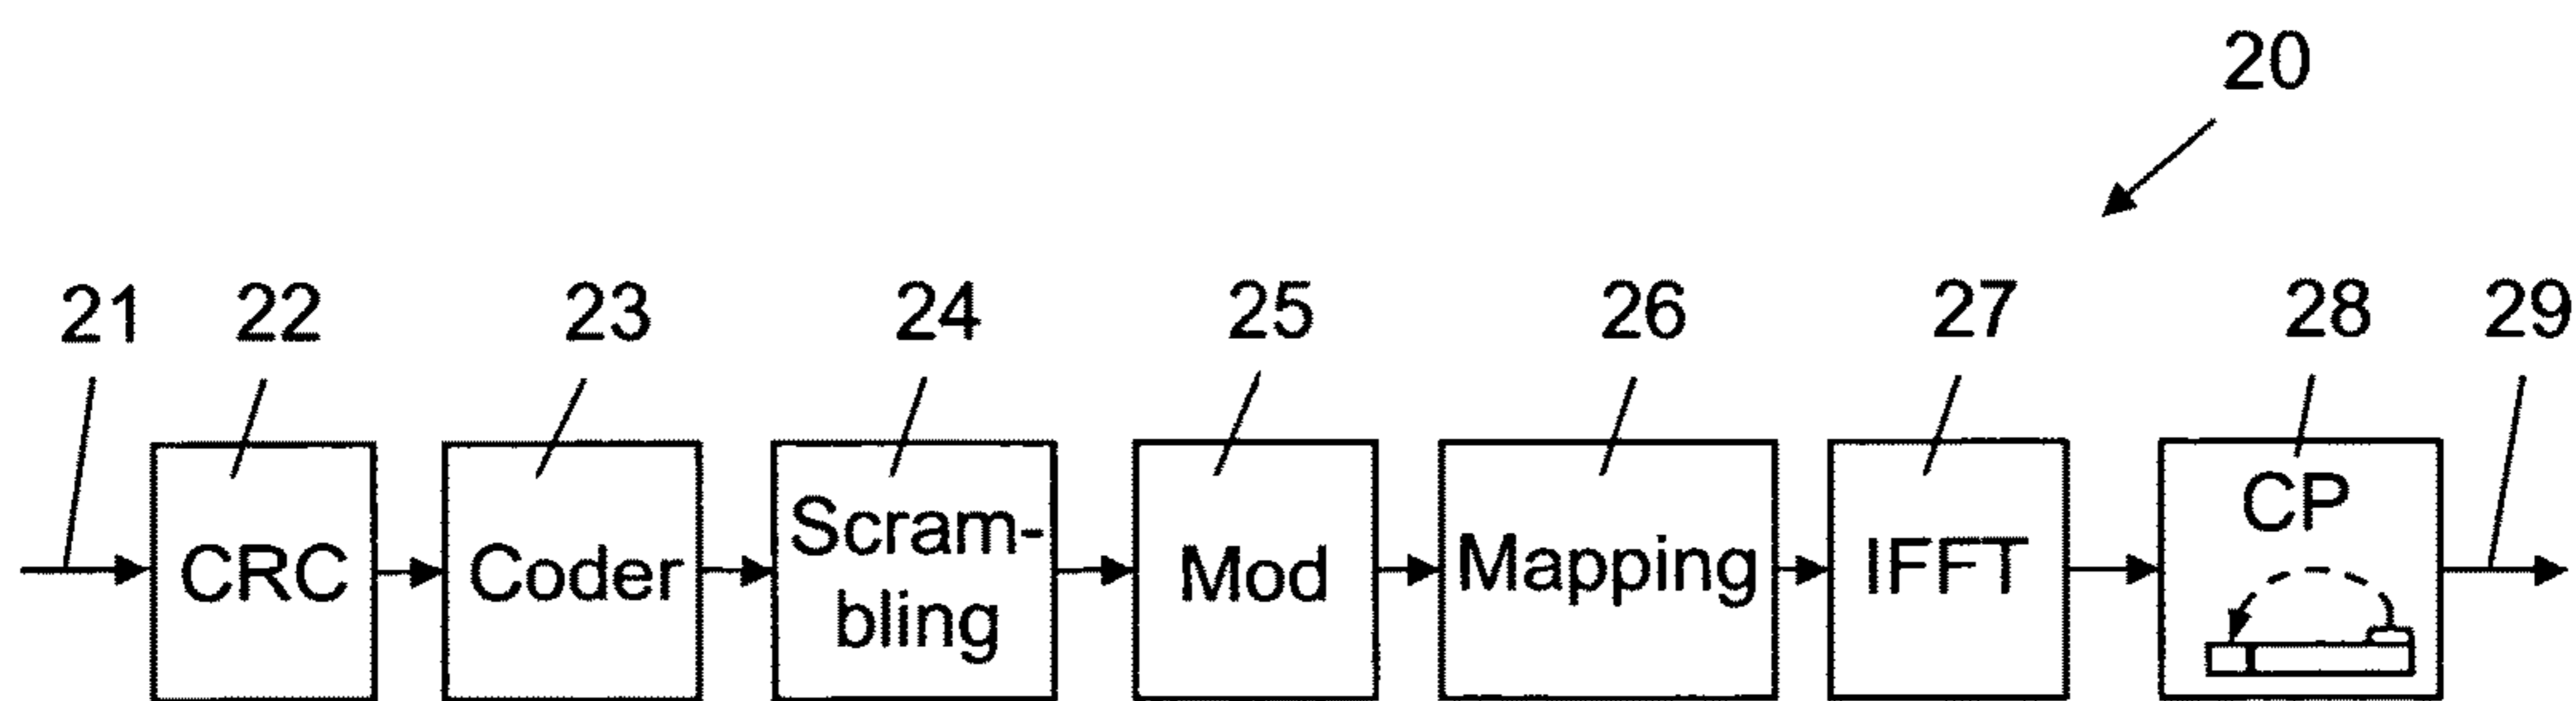 20
21 22 23 24 25 26 27 28 29
CRC Coder Scram-
bling Mod Mapping IFFT CP